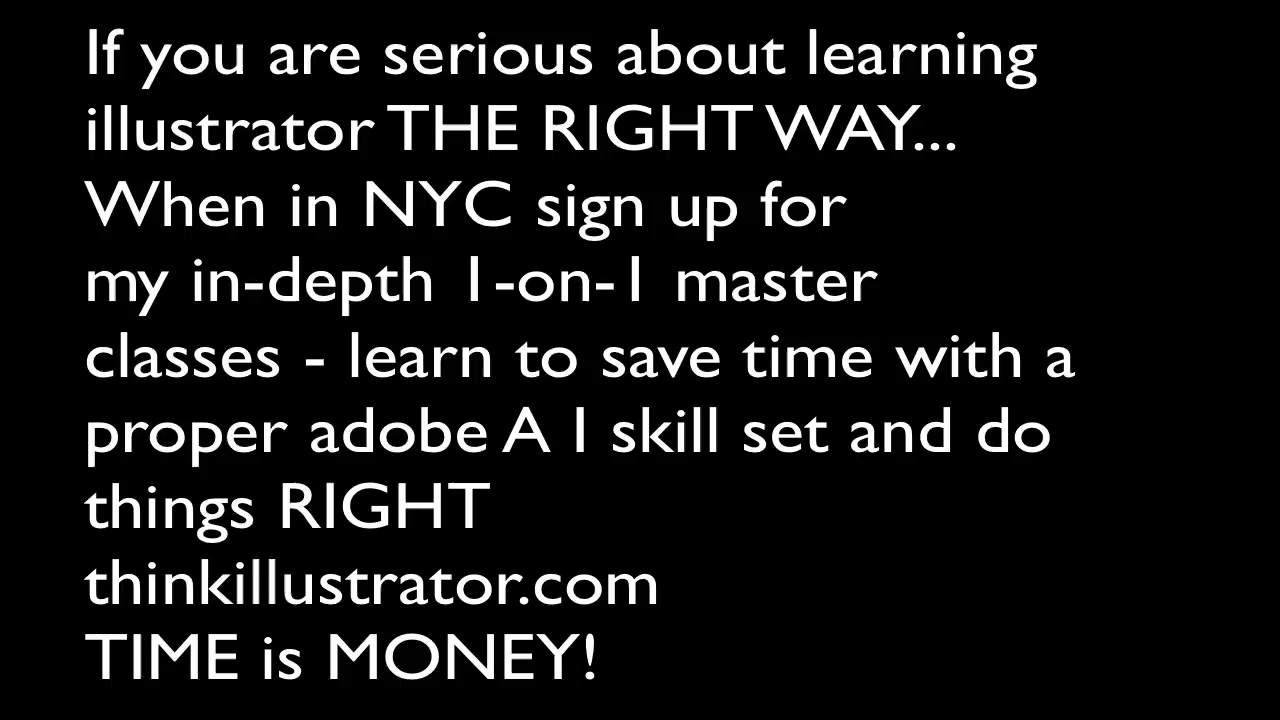 If you are serious about learning
illustrator THE RIGHT WAY...
When in NYC sign up for
my in-depth 1-on-1 master
classes - learn to save time with a
proper adobe A I skill set and do
things RIGHT
thinkillustrator.com
TIME is MONEY!